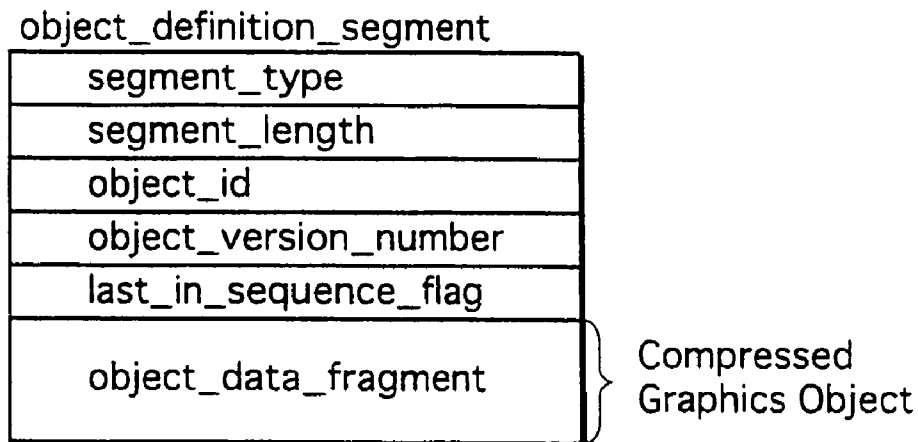 object_definition_segment
segment_type
segment_length
object_id
object_version_number
last_in_sequence_flag
object_data_fragment
Compressed
Graphics Object